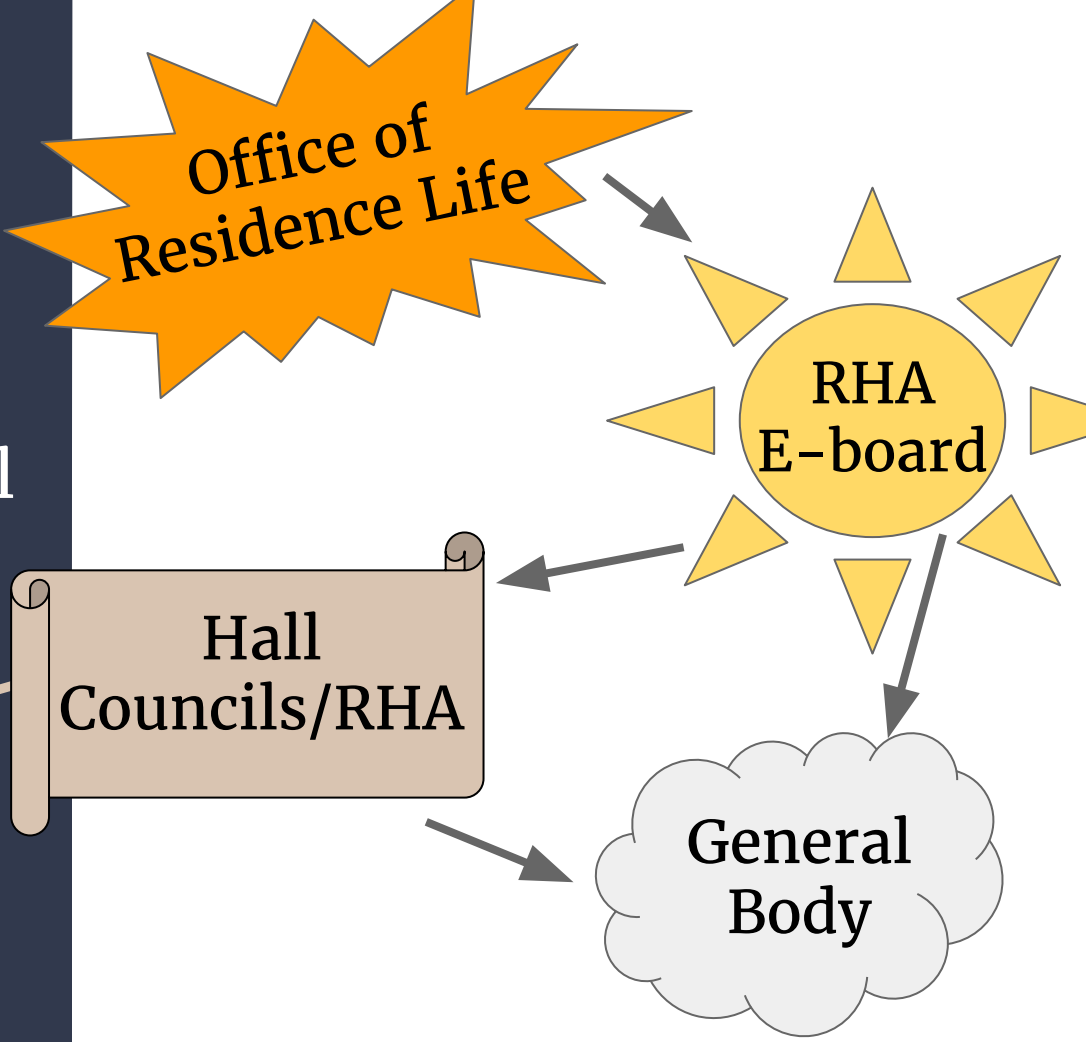 Office of
Residence Life
RHA
E-board
l
Hall
Councils/RHA
General
Body